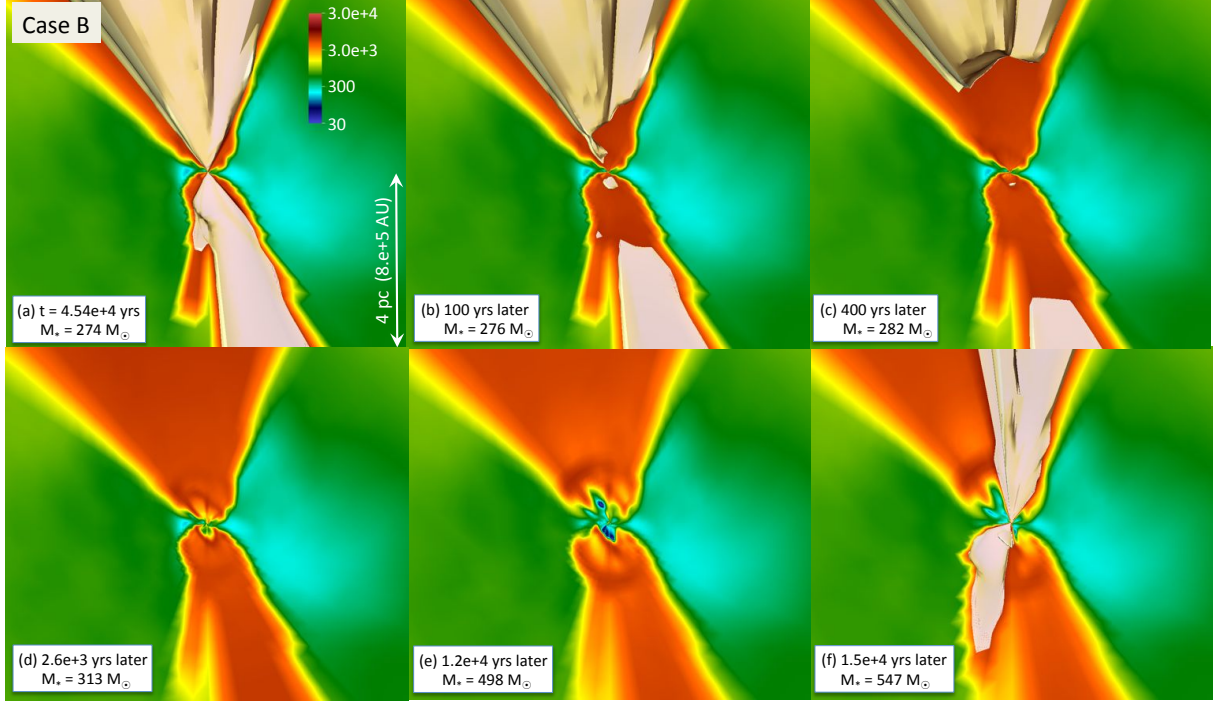 Case B
3.0e+4
3.0e+3
300
30
4 pc (8.e+5 AU)
(a) t = 4.54e+4 yrs
M* = 274 M☉
(b) 100 yrs later
M* = 276 M☉
(c) 400 yrs later
M* = 282 M☉
(d) 2.6e+3 yrs later
M* = 313 M☉
(e) 1.2e+4 yrs later
M* = 498 M☉
(f) 1.5e+4 yrs later
M* = 547 M☉